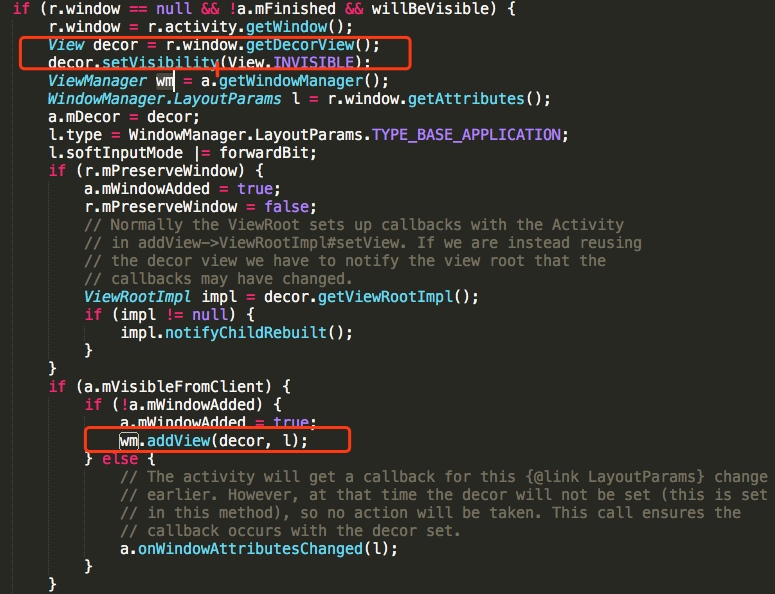 if (r.window == null && !a.mFinished && willBeVisible) {
r.window = r.activity.getWindow();
View decor = r.window.getDecorView();
decor.setVisibility(View.INVISIBLE);
ViewManager wm = a.getWindowManager();
WindowManager.LayoutParams l = r.window.getAttributes();
a.mDecor = decor;
l.type = WindowManager.LayoutParams.TYPE_BASE_APPLICATION;
l.softInputMode |= forwardBit;
if (r.mPreserveWindow) {
a.mWindowAdded = true;
r.mPreserveWindow = false;
// Normally the ViewRoot sets up callbacks with the Activity
// in addView->ViewRootImpl#setView. If we are instead reusing
// the decor view we have to notify the view root that the
// callbacks may have changed.
ViewRootImpl impl = decor.getViewRootImpl();
if (impl != null) {
impl.notifyChildRebuilt();
}
}
if (a.mVisibleFromClient) {
if (!a.mWindowAdded) {
a.mWindowAdded = true;
wm.addView(decor, l);
} else {
// The activity will get a callback for this {@link LayoutParams} change
// earlier. However, at that time the decor will not be set (this is set
// in this method), so no action will be taken. This call ensures the
// callback occurs with the decor set.
a.onWindowAttributesChanged(l);
}
}